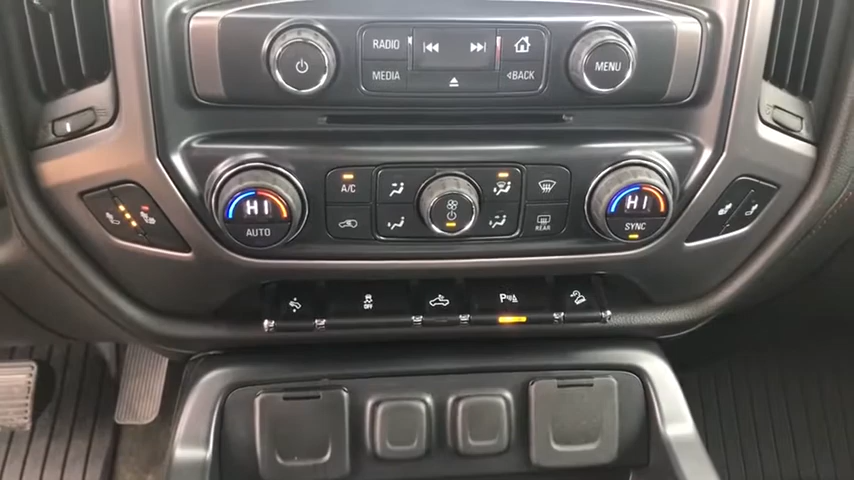 RADIO
MEDIA
BACK
MENU
A/C
HI
AUTO
REAR
HI
SYNC
OFF
P